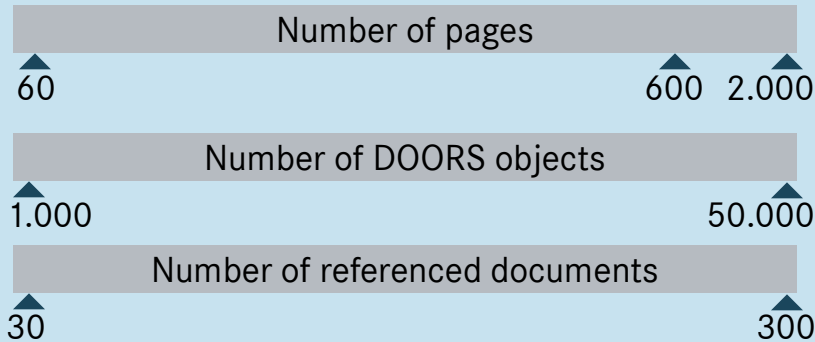 Number of pages
60 600 2.000
Number of DOORS objects
1.000 50.000
Number of referenced documents
30 300